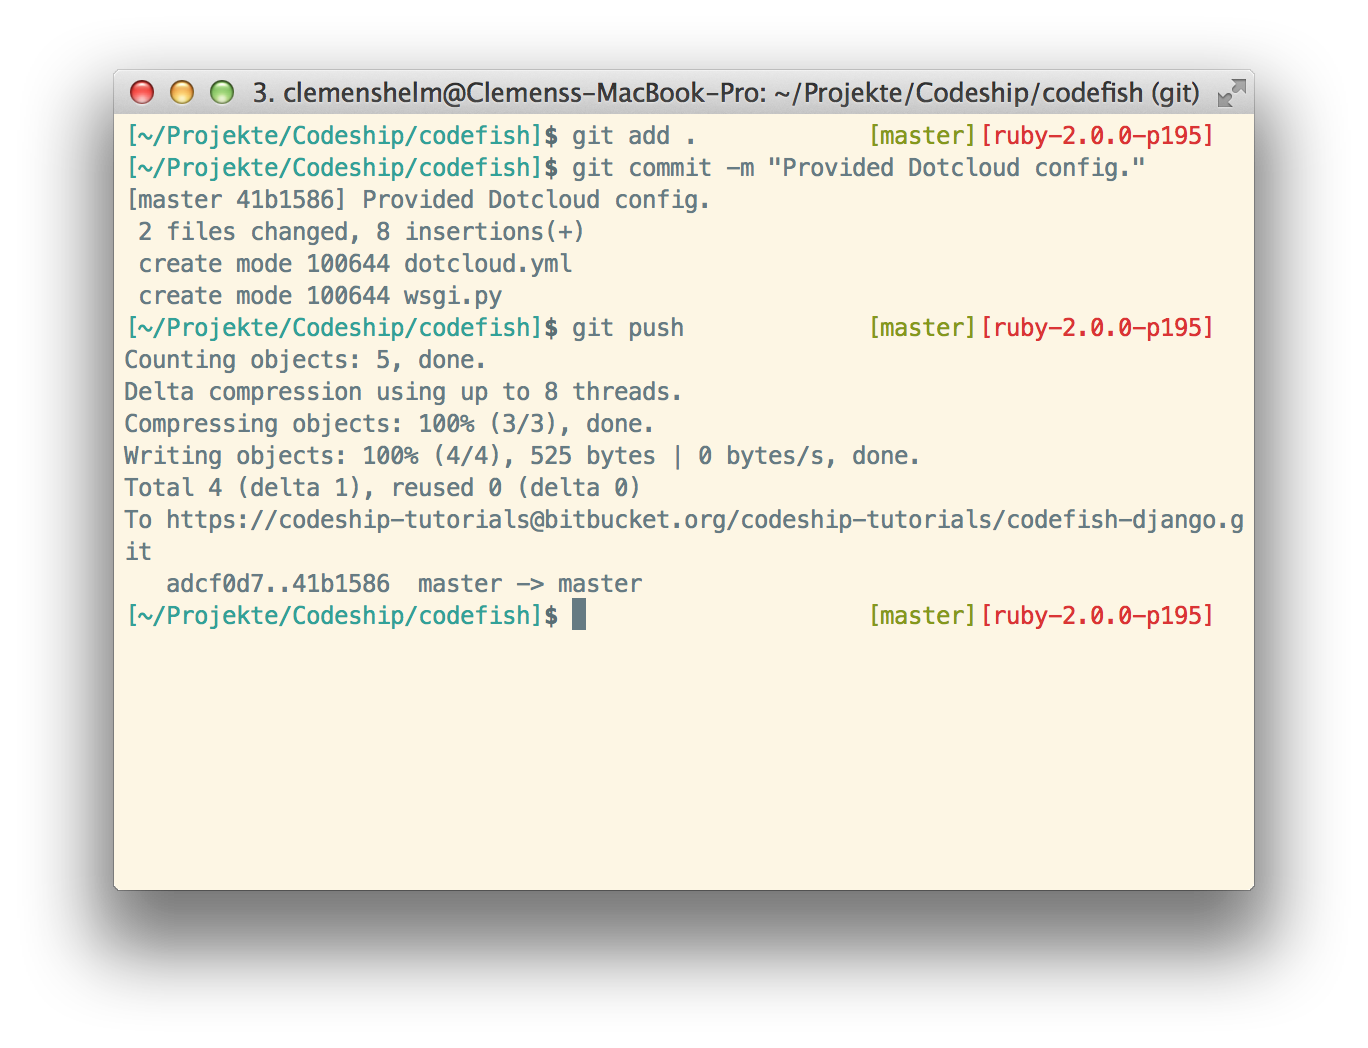 3. clemenshelm@Clemenss-MacBook-Pro: ~/Projekte/Codeship/codefish (git)
[~/Projekte/Codeship/codefish]$ git add . [master][ruby-2.0.0-p195]
[~/Projekte/Codeship/codefish]$ git commit -m "Provided Dotcloud config."
[master 41b1586] Provided Dotcloud config.
2 files changed, 8 insertions(+)
create mode 100644 dotcloud.yml
create mode 100644 wsgi.py
[~/Projekte/Codeship/codefish]$ git push [master][ruby-2.0.0-p195]
Counting objects: 5, done.
Delta compression using up to 8 threads.
Compressing objects: 100% (3/3), done.
Writing objects: 100% (4/4), 525 bytes | 0 bytes/s, done.
Total 4 (delta 1), reused 0 (delta 0)
To https://codeship-tutorials@bitbucket.org/codeship-tutorials/codefish-django.g
it
adcf0d7..41b1586  master -> master
[~/Projekte/Codeship/codefish]$ [master][ruby-2.0.0-p195]